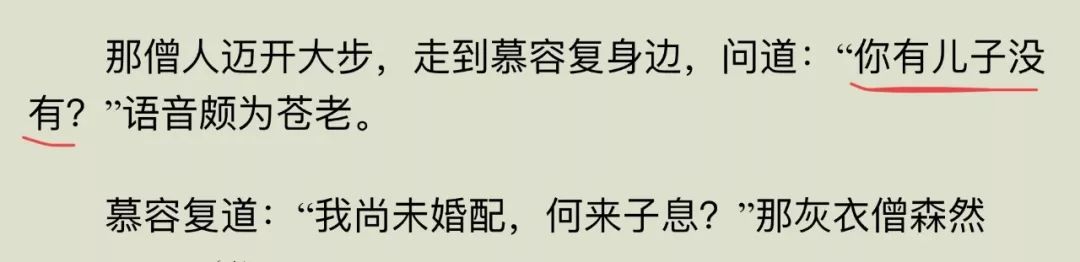 那僧人迈开大步，走到慕容复身边，问道：“你有儿子没
有？”语音颇为苍老。
慕容复道：“我尚未婚配，何来子息？”那灰衣僧森然